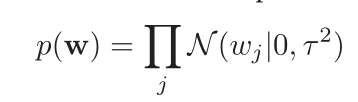 p(w) = ∏_j 𝒩(w_j|0, τ²)